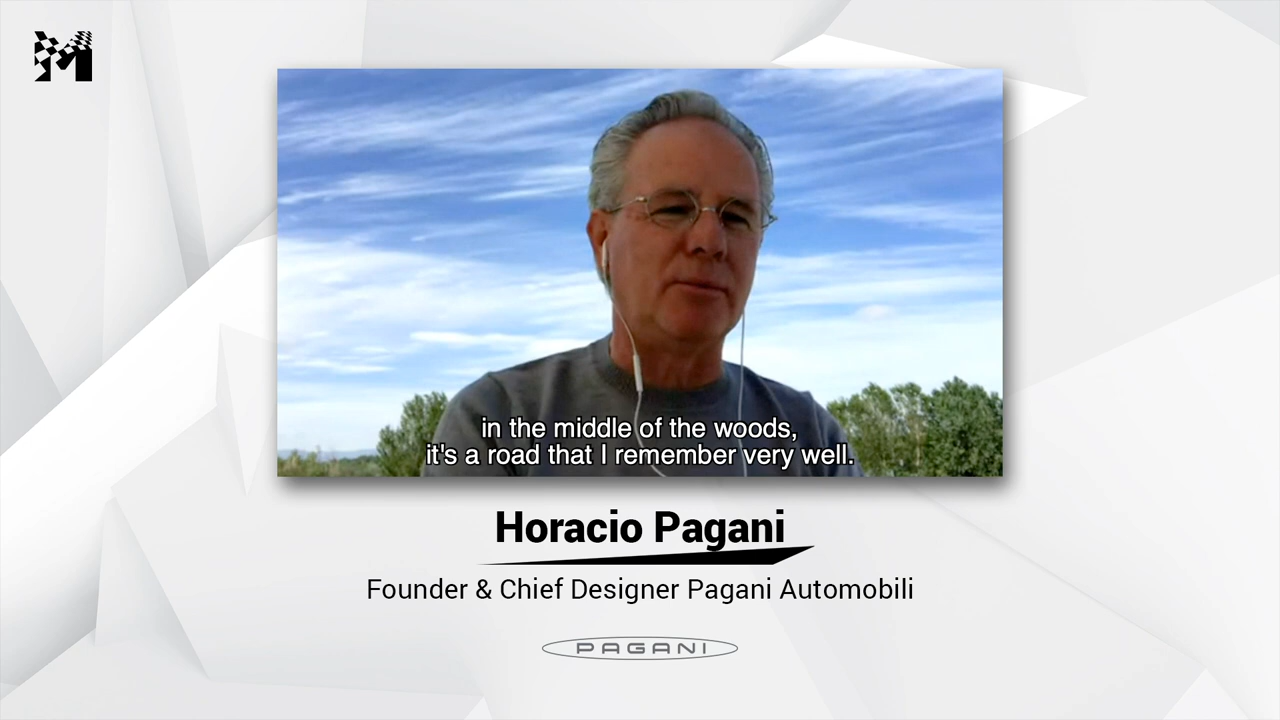 M
in the middle of the woods,
it's a road that I remember very well.
Horacio Pagani
Founder & Chief Designer Pagani Automobili
PAGANI